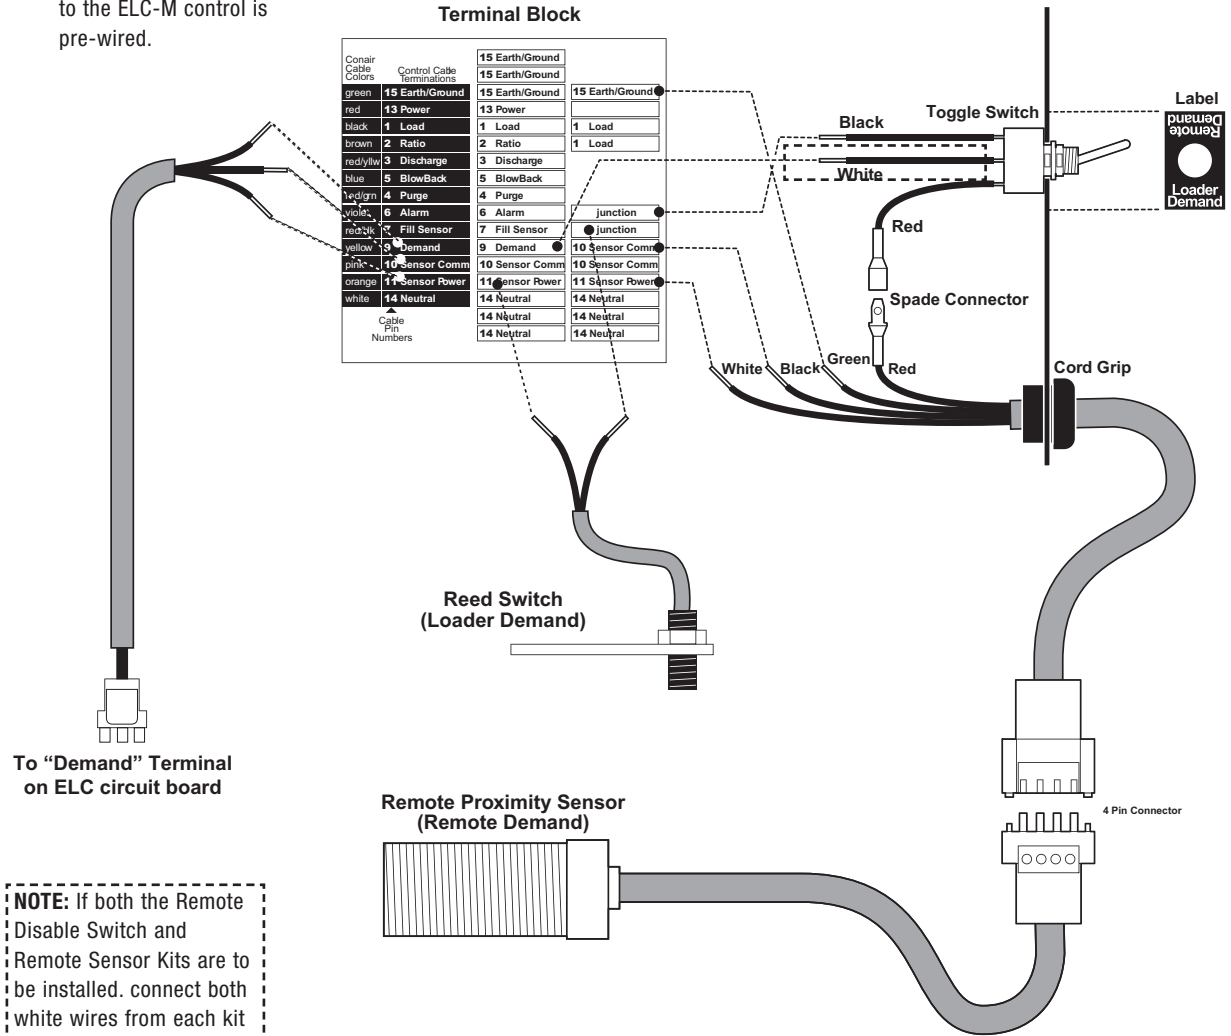 to the ELC-M control is
pre-wired.
Terminal Block
Conair
Cable
Colors
Control Cable
Terminations
green 15 Earth/Ground
red 13 Power
black 1 Load
brown 2 Ratio
red/yllw 3 Discharge
blue 5 BlowBack
red/grn 4 Purge
violet 6 Alarm
red/blk 7 Fill Sensor
yellow 9 Demand
pink 10 Sensor Comm
orange 11 Sensor Power
white 14 Neutral
Cable
Pin
Numbers
15 Earth/Ground
15 Earth/Ground
15 Earth/Ground
13 Power
1 Load
2 Ratio
3 Discharge
5 BlowBack
4 Purge
6 Alarm
7 Fill Sensor
9 Demand
10 Sensor Comm
11 Sensor Power
14 Neutral
14 Neutral
14 Neutral
15 Earth/Ground
1 Load
1 Load
junction
junction
10 Sensor Comm
10 Sensor Comm
11 Sensor Power
14 Neutral
14 Neutral
14 Neutral
Toggle Switch
Black
White
Red
Label
Remote
Demand
Loader
Demand
Spade Connector
White
Black
Green
Red
Cord Grip
Reed Switch
(Loader Demand)
To “Demand” Terminal
on ELC circuit board
Remote Proximity Sensor
(Remote Demand)
4 Pin Connector
NOTE: If both the Remote
Disable Switch and
Remote Sensor Kits are to
be installed. connect both
white wires from each kit